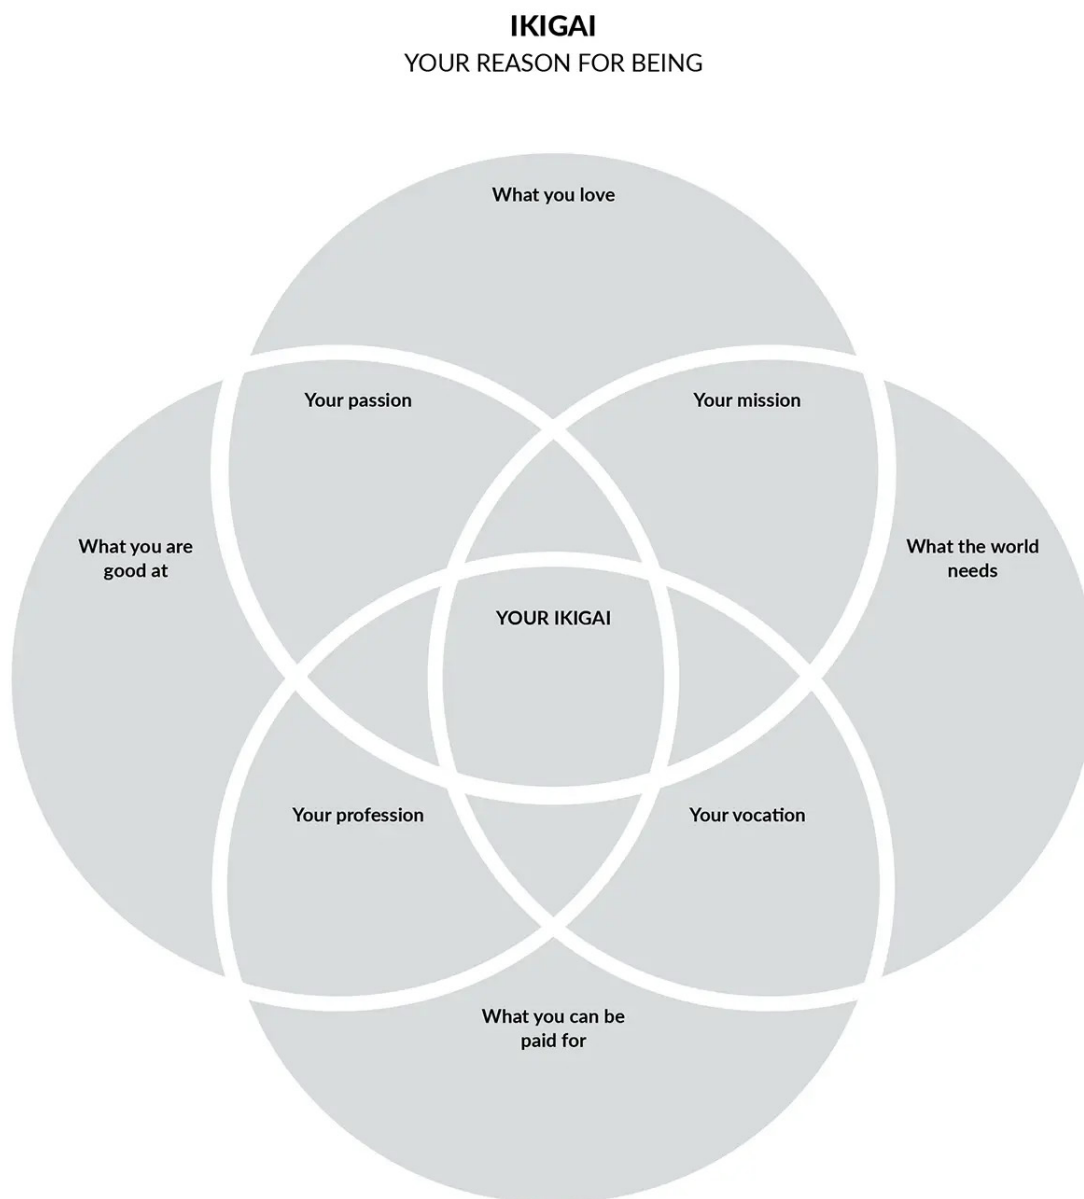 IKIGAI
YOUR REASON FOR BEING
What you love
Your passion
Your mission
What you are
good at
What the world
needs
YOUR IKIGAI
Your profession
Your vocation
What you can be
paid for